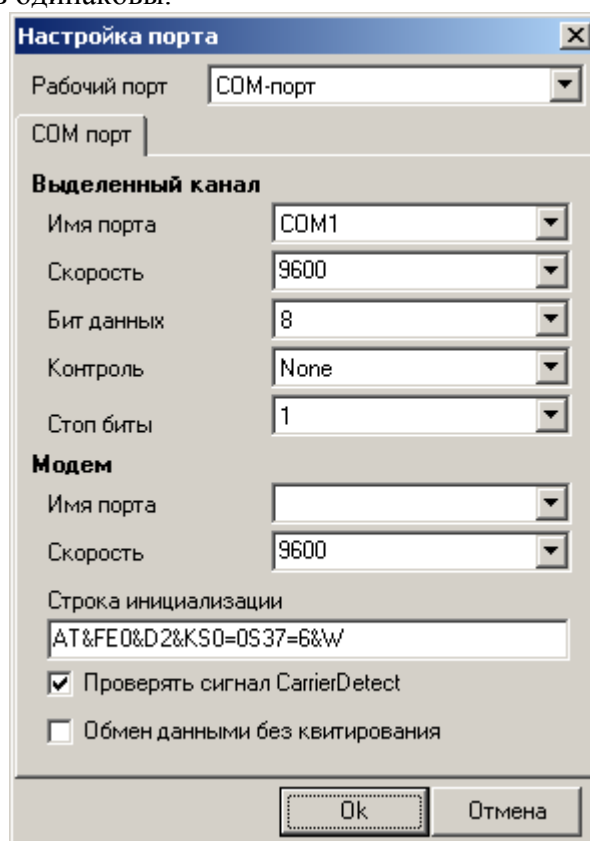 одинаковы.
Настройка порта
Рабочий порт COM-порт
COM порт
Выделенный канал
Имя порта COM1
Скорость 9600
Бит данных 8
Контроль None
Стоп биты 1
Модем
Имя порта
Скорость 9600
Строка инициализации
AT&FE0&D2&KS0=0S37=6&W
Проверять сигнал CarrierDetect
Обмен данными без квитирования
Ok Отмена